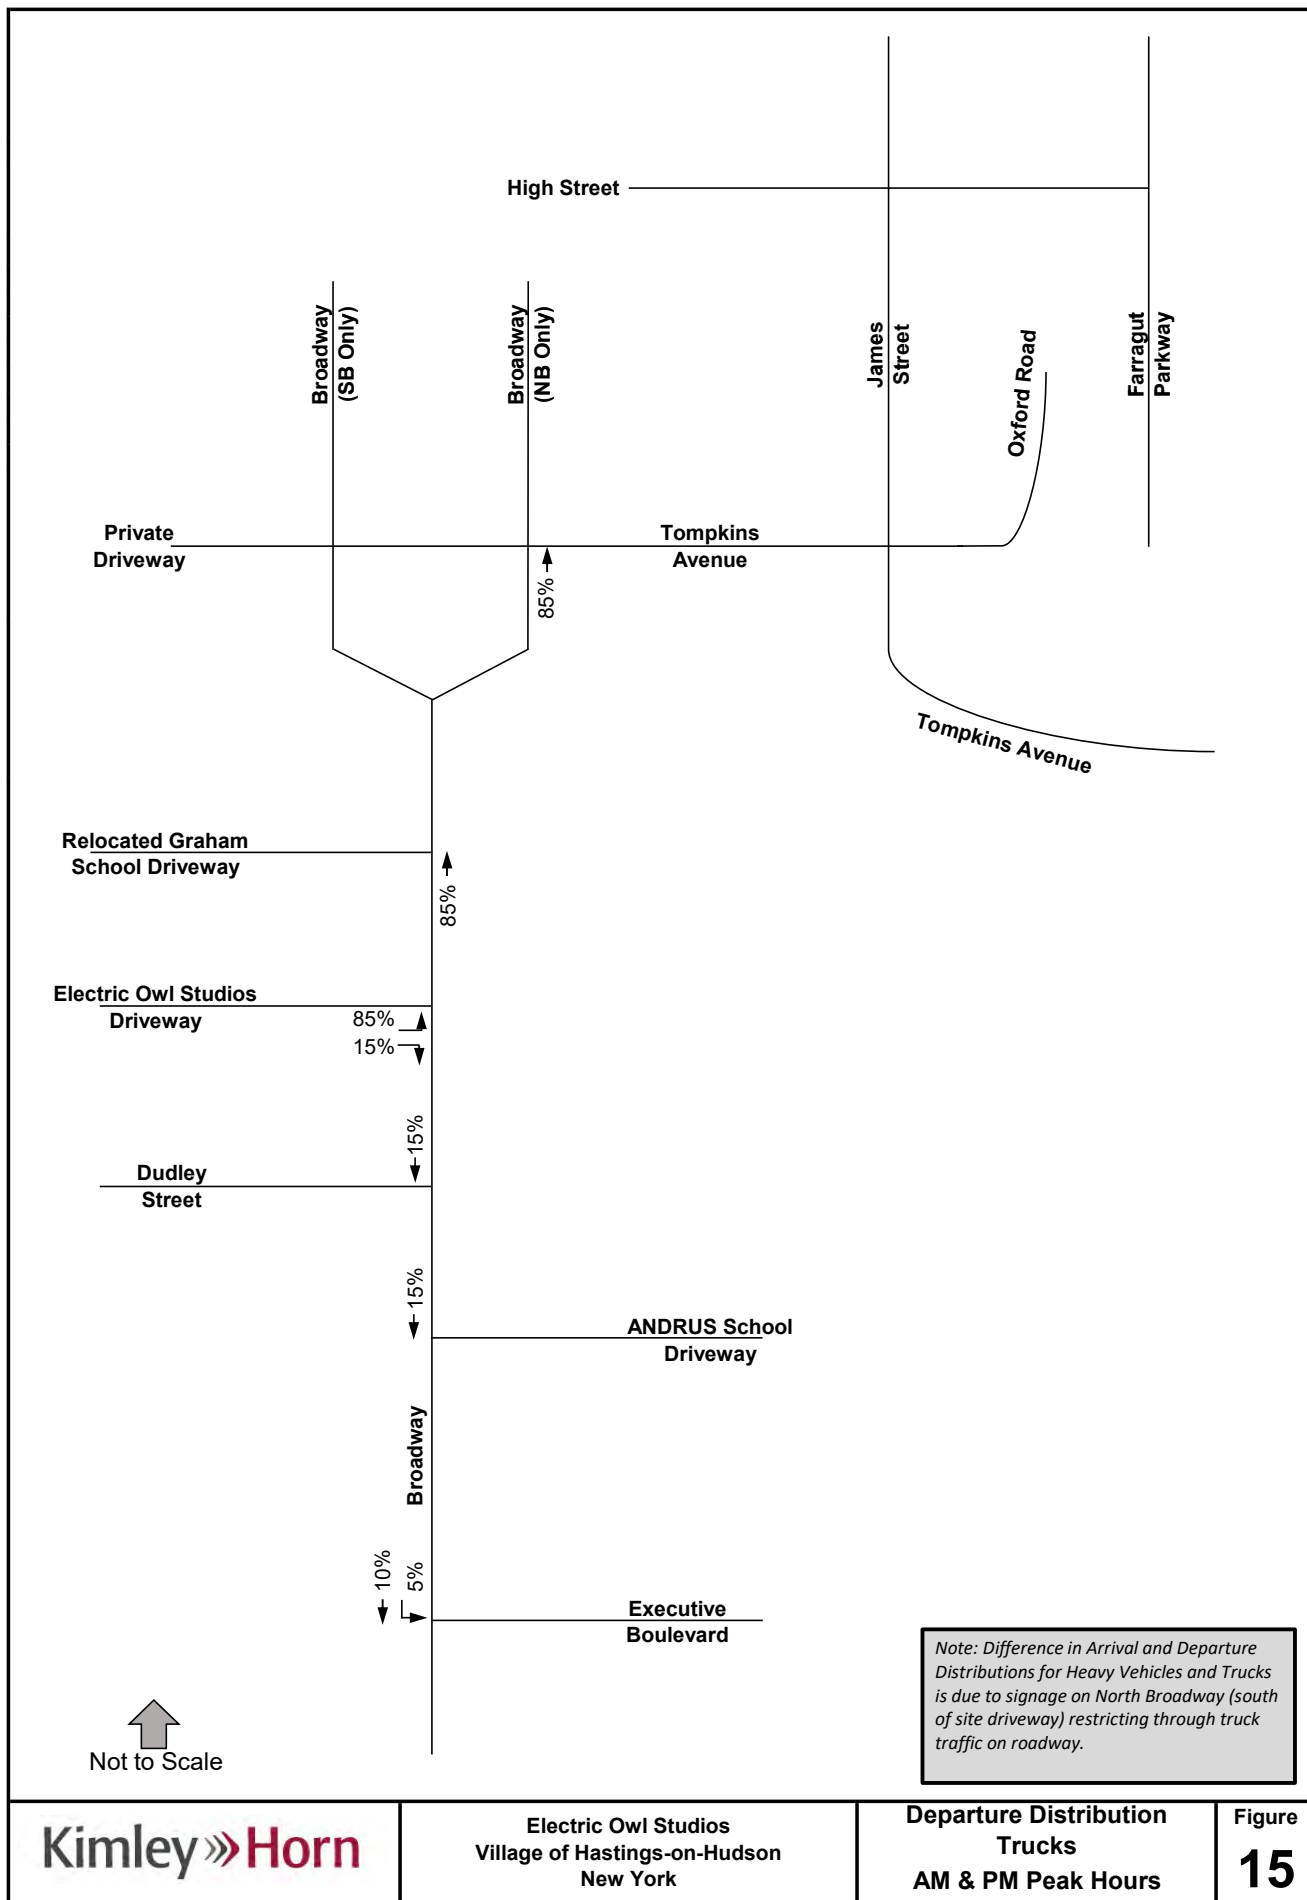 High Street
Broadway
(SB Only)
Broadway
(NB Only)
James
Street
Oxford Road
Farragut
Parkway
Private
Driveway
Tompkins
Avenue
85%
Tompkins Avenue
Relocated Graham
School Driveway
85%
Electric Owl Studios
Driveway
85%
15%
15%
Dudley
Street
15%
ANDRUS School
Driveway
Broadway
10%
5%
Executive
Boulevard
Note: Difference in Arrival and Departure
Distributions for Heavy Vehicles and Trucks
is due to signage on North Broadway (south
of site driveway) restricting through truck
traffic on roadway.
Not to Scale
Kimley»Horn
Electric Owl Studios
Village of Hastings-on-Hudson
New York
Departure Distribution
Trucks
AM & PM Peak Hours
Figure
15